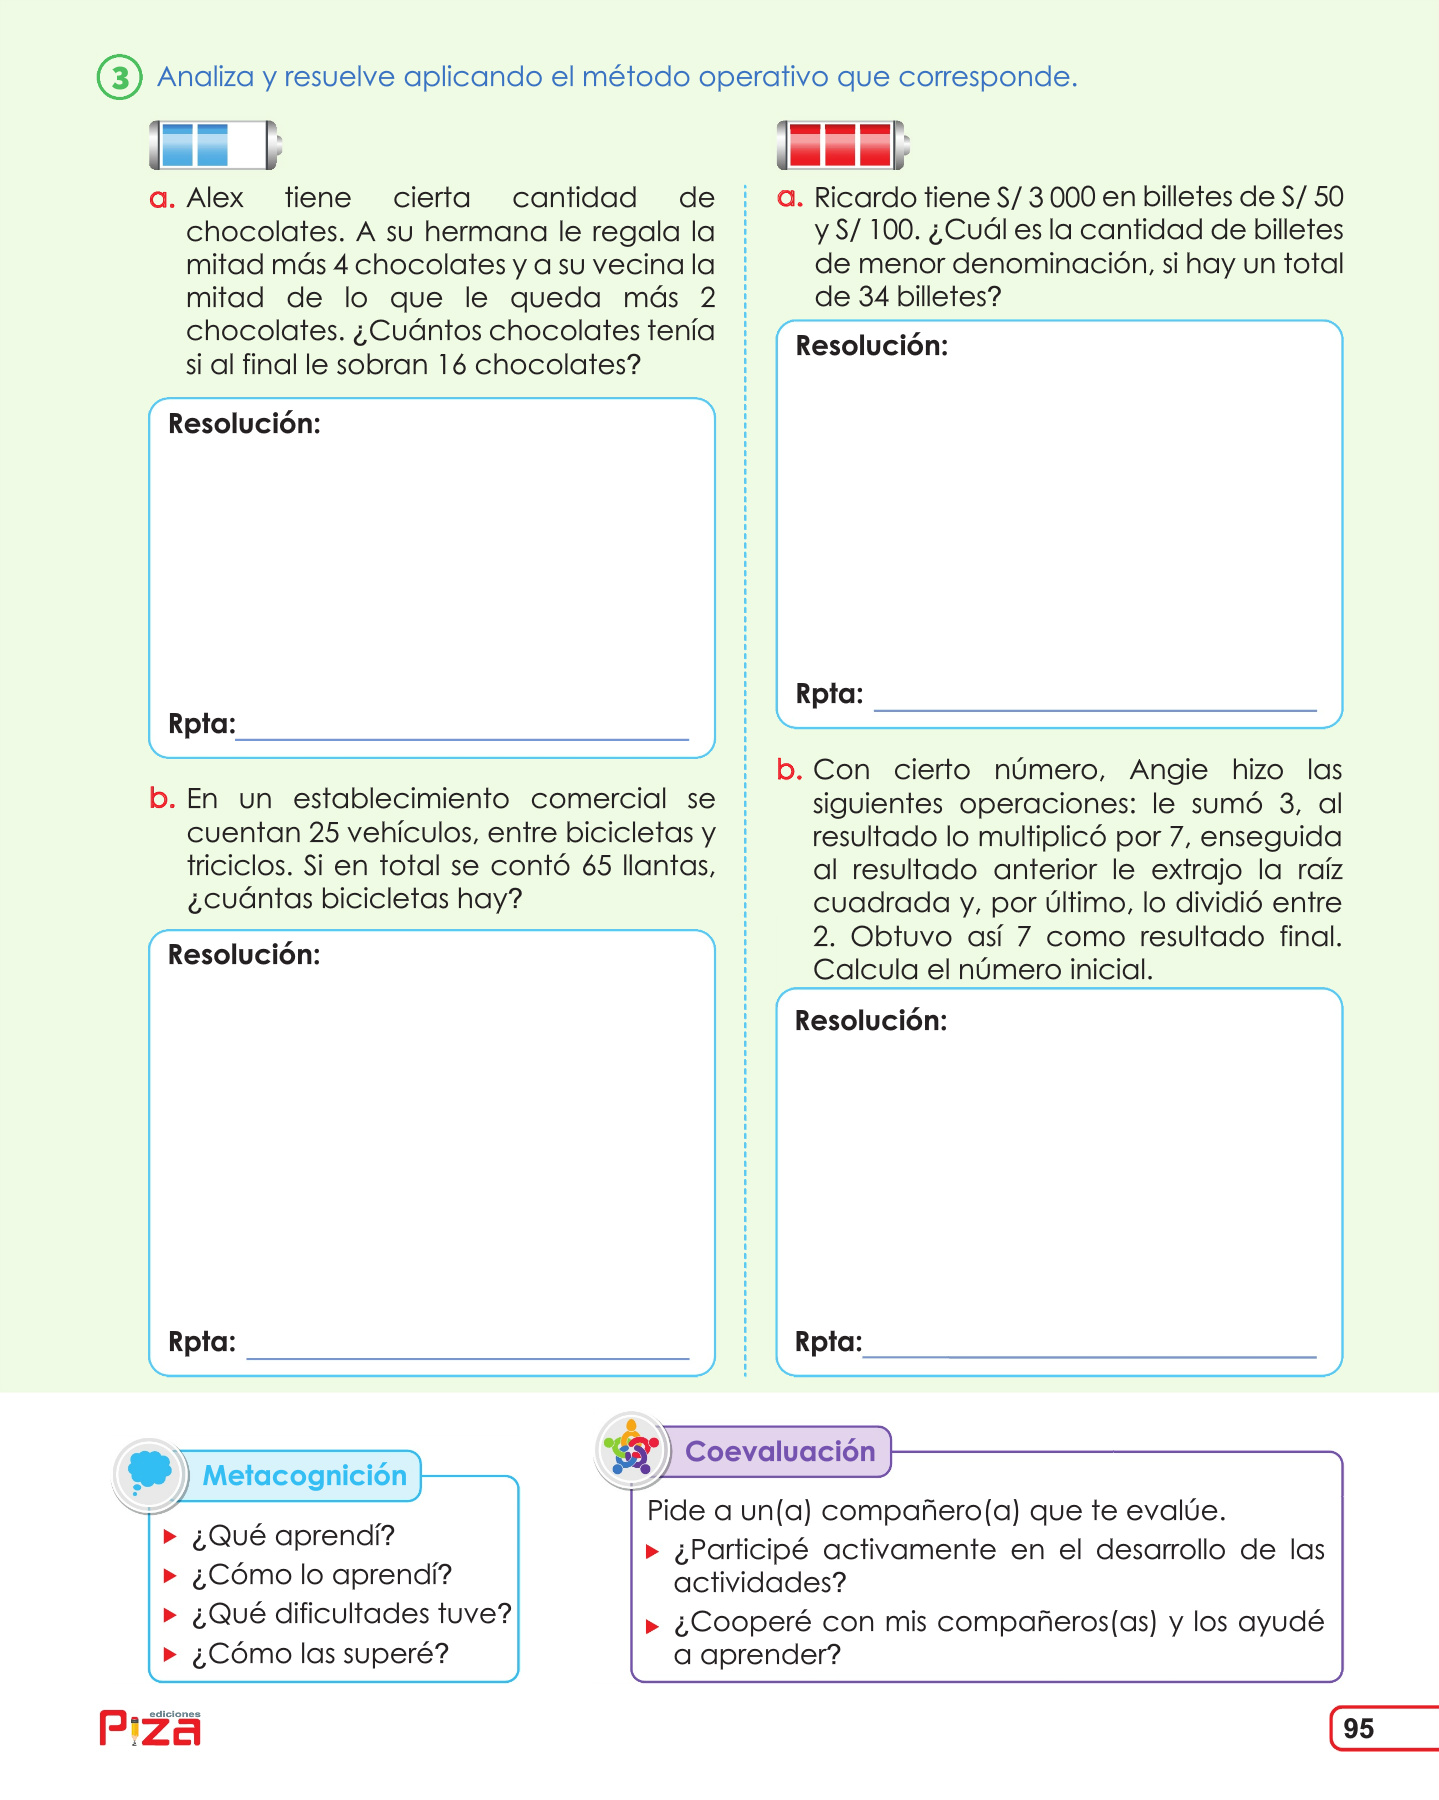 3 Analiza y resuelve aplicando el método operativo que corresponde.
a. Alex tiene cierta cantidad de
chocolates. A su hermana le regala la
mitad más 4 chocolates y a su vecina la
mitad de lo que le queda más 2
chocolates. ¿Cuántos chocolates tenía
si al final le sobran 16 chocolates?
Resolución:
Rpta:
b. En un establecimiento comercial se
cuentan 25 vehículos, entre bicicletas y
triciclos. Si en total se contó 65 llantas,
¿cuántas bicicletas hay?
Resolución:
Rpta:
a. Ricardo tiene S/ 3 000 en billetes de S/ 50
y S/ 100. ¿Cuál es la cantidad de billetes
de menor denominación, si hay un total
de 34 billetes?
Resolución:
Rpta:
b. Con cierto número, Angie hizo las
siguientes operaciones: le sumó 3, al
resultado lo multiplicó por 7, enseguida
al resultado anterior le extrajo la raíz
cuadrada y, por último, lo dividió entre
2. Obtuvo así 7 como resultado final.
Calcula el número inicial.
Resolución:
Rpta:
Metacognición
¿Qué aprendí?
¿Cómo lo aprendí?
¿Qué dificultades tuve?
¿Cómo las superé?
Coevaluación
Pide a un(a) compañero(a) que te evalúe.
¿Participé activamente en el desarrollo de las
actividades?
¿Cooperé con mis compañeros(as) y los ayudé
a aprender?
ediciones
Piza
95